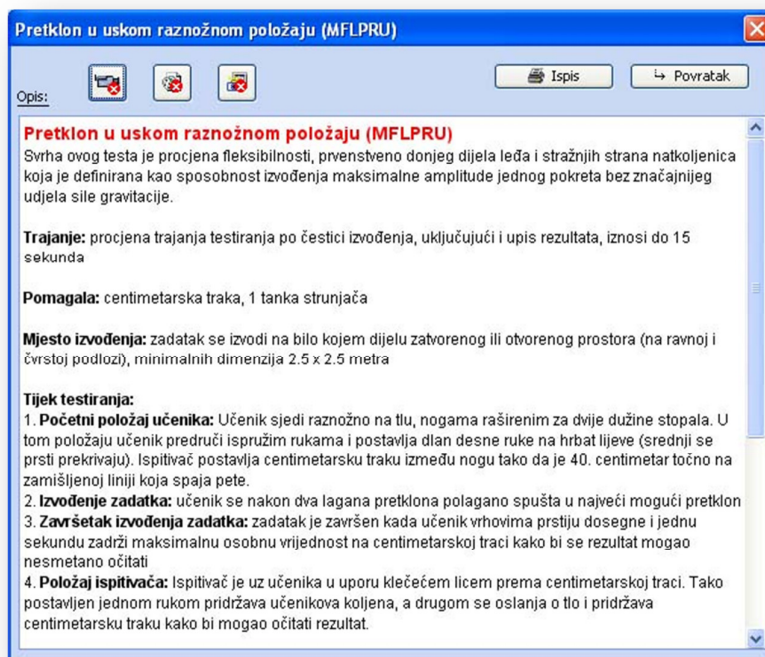 Pretklon u uskom raznožnom položaju (MFLPRU)
Opis:
Ispis
Povratak
Pretklon u uskom raznožnom položaju (MFLPRU)
Svrha ovog testa je procjena fleksibilnosti, prvenstveno donjeg dijela leđa i stražnjih strana natkoljenica
koja je definirana kao sposobnost izvođenja maksimalne amplitude jednog pokreta bez značajnijeg
udjela sile gravitacije.
Trajanje: procjena trajanja testiranja po čestici izvođenja, uključujući i upis rezultata, iznosi do 15
sekunda
Pomagala: centimetarska traka, 1 tanka strunjača
Mjesto izvođenja: zadatak se izvodi na bilo kojem dijelu zatvorenog ili otvorenog prostora (na ravnoj i
čvrstoj podlozi), minimalnih dimenzija 2.5 x 2.5 metra
Tijek testiranja:
1. Početni položaj učenika: Učenik sjedi raznožno na tlu, nogama raširenim za dvije dužine stopala. U
tom položaju učenik predruči ispružim rukama i postavlja dlan desne ruke na hrbat lijeve (srednji se
prsti prekrivaju). Ispitivač postavlja centimetarsku traku između nogu tako da je 40. centimetar točno na
zamišljenoj liniji koja spaja pete.
2. Izvođenje zadatka: učenik se nakon dva lagana pretklona polagano spušta u najveći mogući pretklon
3. Završetak izvođenja zadatka: zadatak je završen kada učenik vrhovima prstiju dosegne i jednu
sekundu zadrži maksimalnu osobnu vrijednost na centimetarskoj traci kako bi se rezultat mogao
nesmetano očitati
4. Položaj ispitivača: Ispitivač je uz učenika u uporu klečećem licem prema centimetarskoj traci. Tako
postavljen jednom rukom pridržava učenikova koljena, a drugom se oslanja o tlo i pridržava
centimetarsku traku kako bi mogao očitati rezultat.